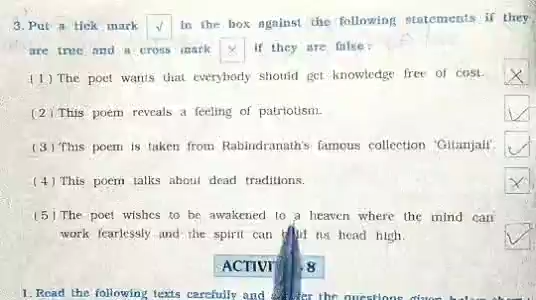 3. Put a tick mark ✓ in the box against the following statements if they
are true and a cross mark × if they are false :
(1) The poet wants that everybody should get knowledge free of cost. ×
(2) This poem reveals a feeling of patriotism. ✓
(3) This poem is taken from Rabindranath's famous collection 'Gitanjali'. ✓
(4) This poem talks about dead traditions. ×
(5) The poet wishes to be awakened to a heaven where the mind can
work fearlessly and the spirit can its head high. ✓
8
1. Read the following texts carefully and the questions given below